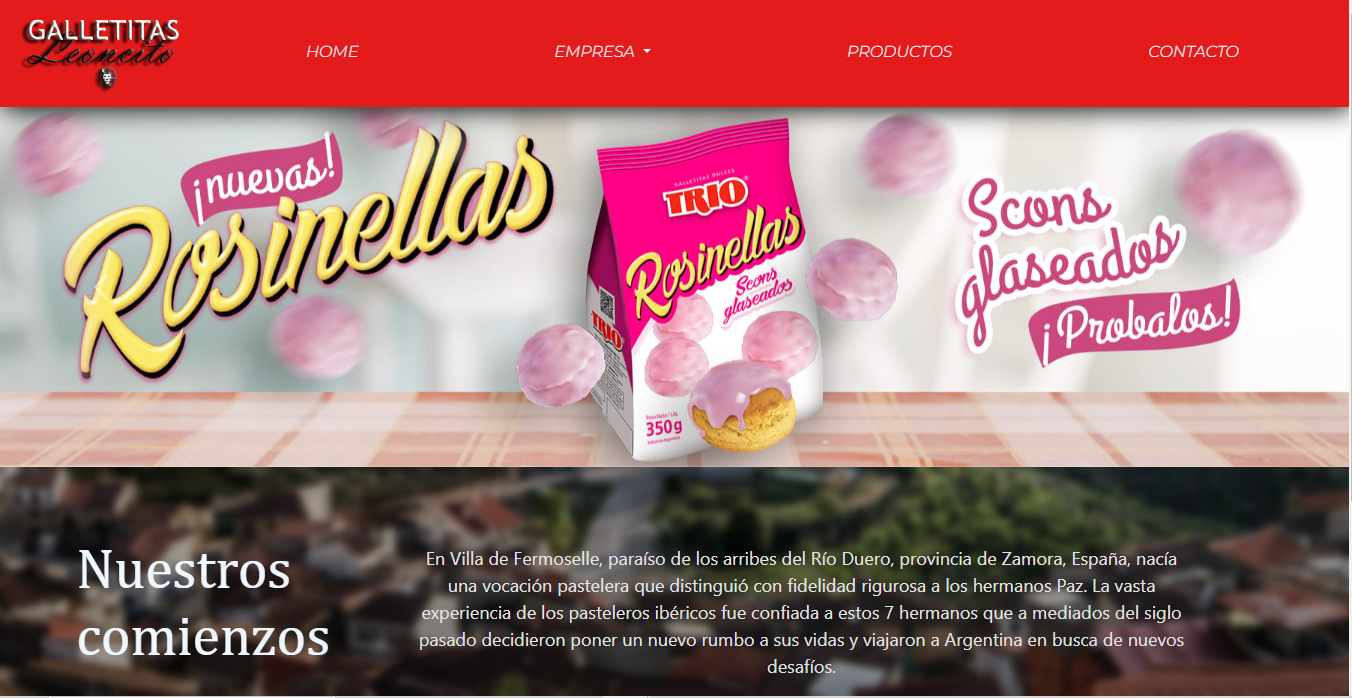 GALLETITAS
Leoncito
HOME
EMPRESA
PRODUCTOS
CONTACTO
¡nuevas!
Rosinellas
GALLETITAS DULCES
TRIO
Rosinellas
Scons
glaseados
TRIO
Peso Neto / Líq.
350g
Industria Argentina
Scons
glaseados
¡Probalos!
Nuestros
comienzos
En Villa de Fermoselle, paraíso de los arribes del Río Duero, provincia de Zamora, España, nacía
una vocación pastelera que distinguió con fidelidad rigurosa a los hermanos Paz. La vasta
experiencia de los pasteleros ibéricos fue confiada a estos 7 hermanos que a mediados del siglo
pasado decidieron poner un nuevo rumbo a sus vidas y viajaron a Argentina en busca de nuevos
desafíos.